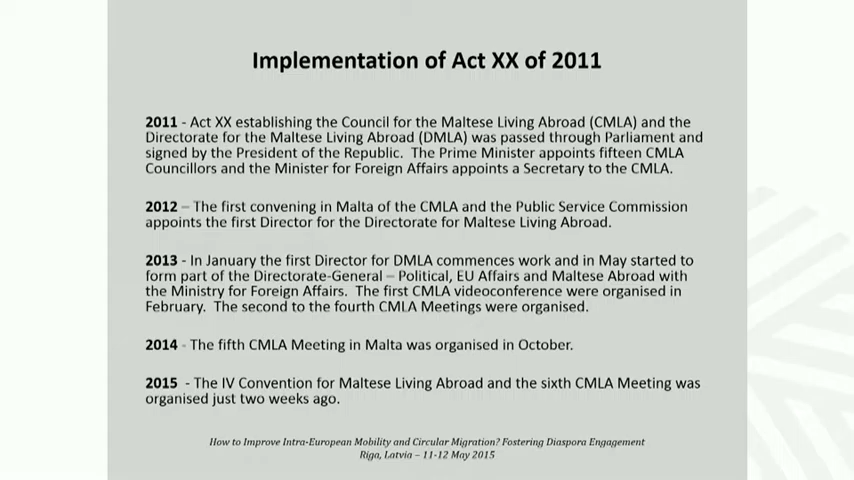 Implementation of Act XX of 2011
2011 - Act XX establishing the Council for the Maltese Living Abroad (CMLA) and the
Directorate for the Maltese Living Abroad (DMLA) was passed through Parliament and
signed by the President of the Republic. The Prime Minister appoints fifteen CMLA
Councillors and the Minister for Foreign Affairs appoints a Secretary to the CMLA.
2012 – The first convening in Malta of the CMLA and the Public Service Commission
appoints the first Director for the Directorate for Maltese Living Abroad.
2013 - In January the first Director for DMLA commences work and in May started to
form part of the Directorate-General – Political, EU Affairs and Maltese Abroad with
the Ministry for Foreign Affairs. The first CMLA videoconference were organised in
February. The second to the fourth CMLA Meetings were organised.
2014 - The fifth CMLA Meeting in Malta was organised in October.
2015 - The IV Convention for Maltese Living Abroad and the sixth CMLA Meeting was
organised just two weeks ago.
How to Improve Intra-European Mobility and Circular Migration? Fostering Diaspora Engagement
Riga, Latvia – 11-12 May 2015